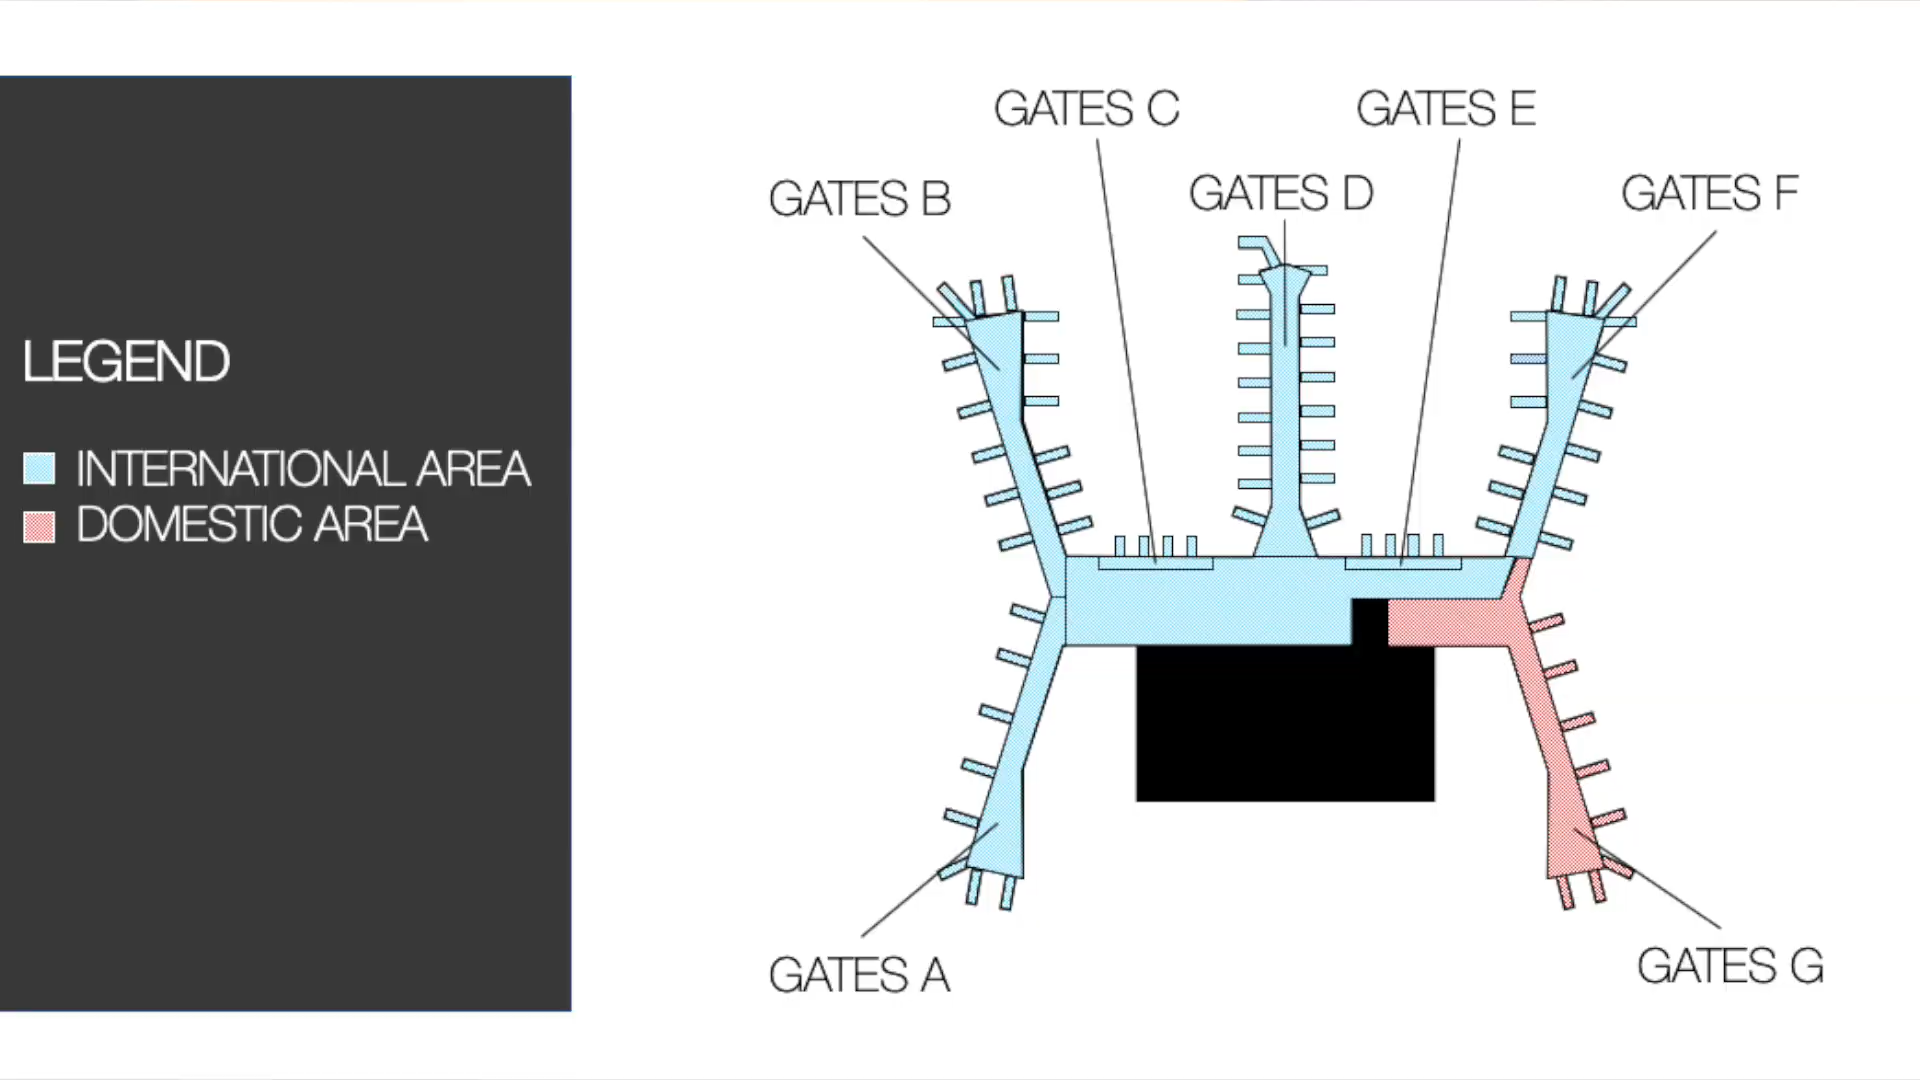 LEGEND
INTERNATIONAL AREA
DOMESTIC AREA
GATES C
GATES E
GATES B
GATES D
GATES F
GATES A
GATES G